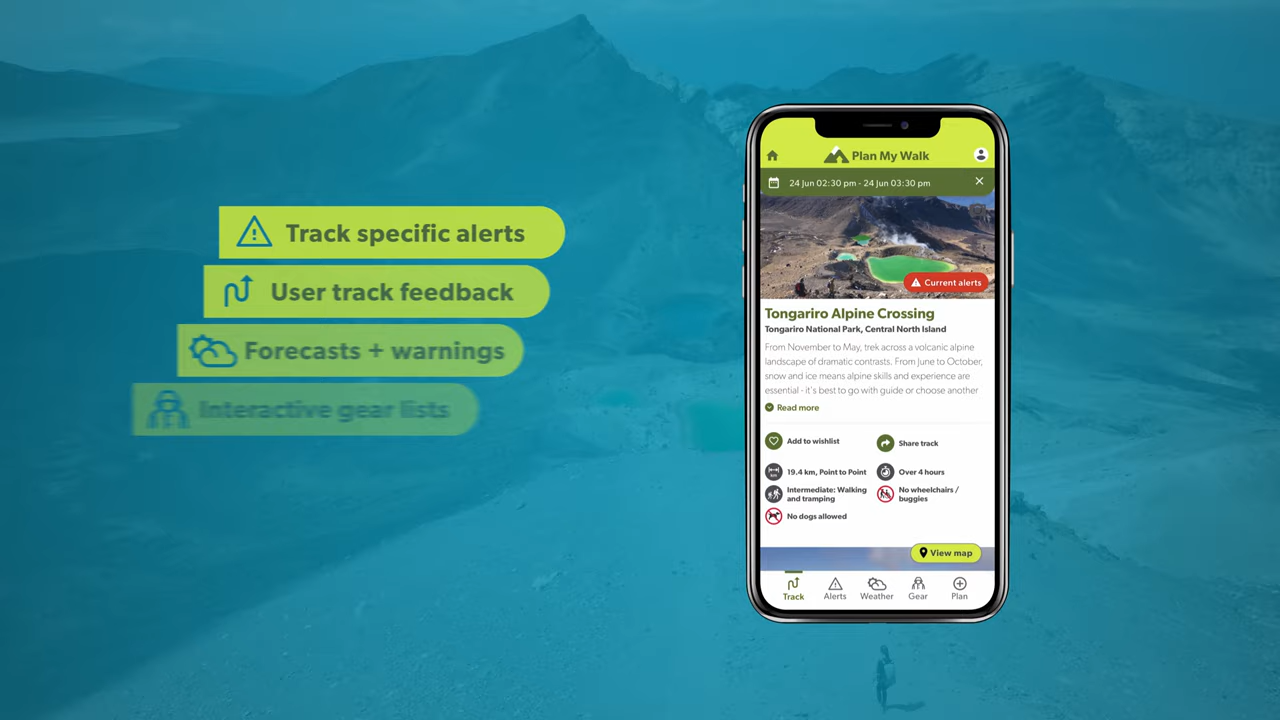 Track specific alerts
User track feedback
Forecasts + warnings
Interactive gear lists
Plan My Walk
24 Jun 02:30 pm - 24 Jun 03:30 pm
Current alerts
Tongariro Alpine Crossing
Tongariro National Park, Central North Island
From November to May, trek across a volcanic alpine
landscape of dramatic contrasts. From June to October,
snow and ice means alpine skills and experience are
essential - it's best to go with guide or choose another
Read more
Add to wishlist
Share track
19.4 km, Point to Point
Over 4 hours
Intermediate: Walking
and tramping
No wheelchairs /
buggies
No dogs allowed
View map
Track
Alerts
Weather
Gear
Plan